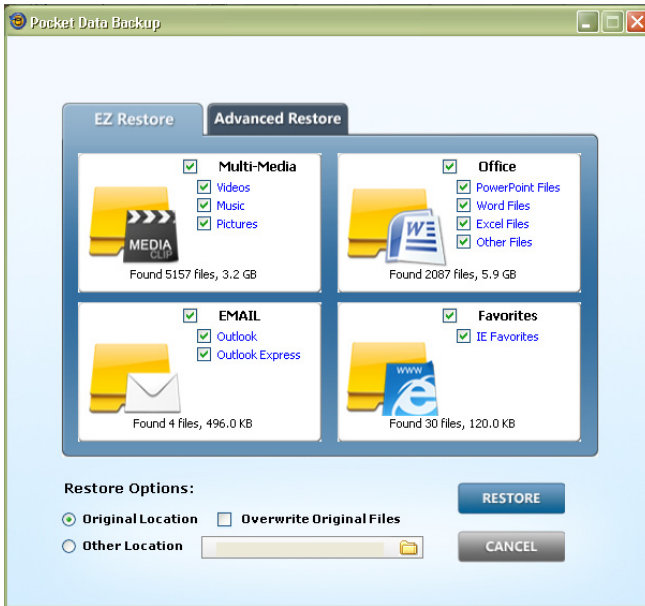 Pocket Data Backup
EZ Restore
Advanced Restore
Multi-Media
Videos
Music
Pictures
MEDIA
CLIP
Found 5157 files, 3.2 GB
Office
PowerPoint Files
Word Files
Excel Files
Other Files
W
Found 2087 files, 5.9 GB
EMAIL
Outlook
Outlook Express
Found 4 files, 496.0 KB
Favorites
IE Favorites
www
Found 30 files, 120.0 KB
Restore Options:
Original Location
Overwrite Original Files
Other Location
RESTORE
CANCEL